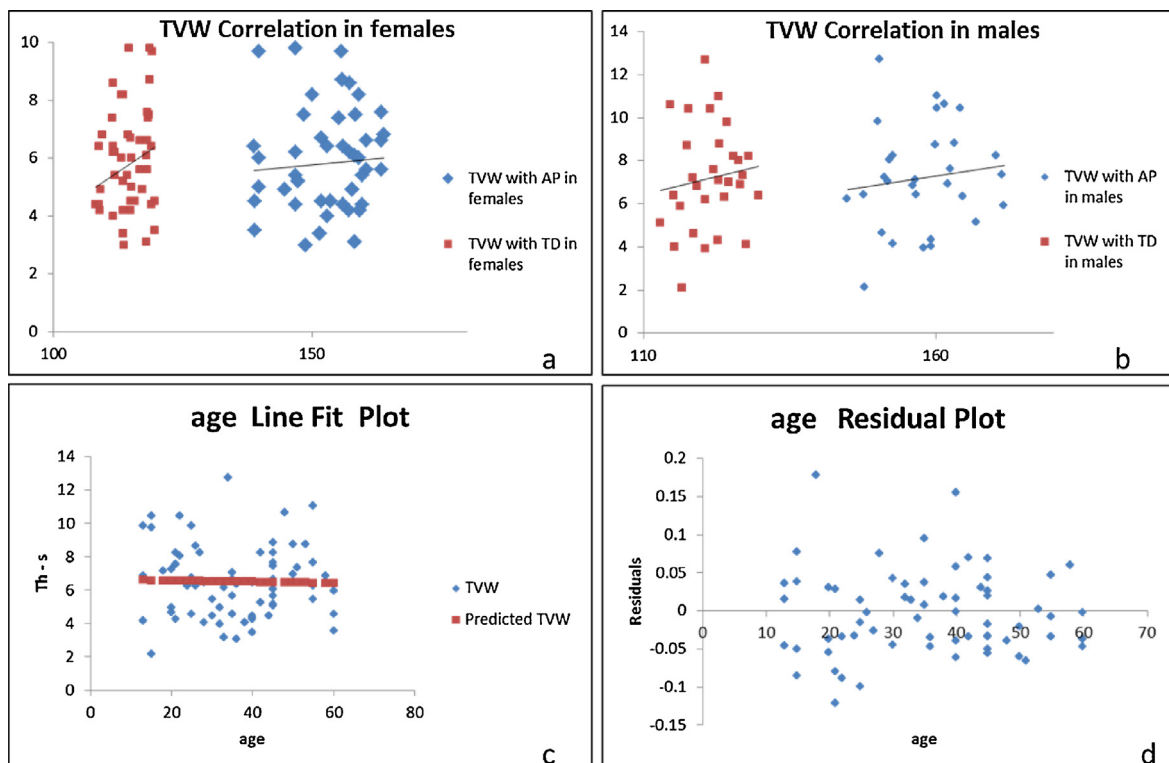 TVW Correlation in females
10
8
6
4
2
0
100
150
TVW with AP in
females
TVW with TD in
females
a
TVW Correlation in males
14
12
10
8
6
4
2
0
110
160
TVW with AP
in males
TVW with TD
in males
b
age Line Fit Plot
14
12
10
8
6
4
2
0
Th - s
0
20
40
60
80
age
TVW
Predicted TVW
c
age Residual Plot
0.2
0.15
0.1
0.05
0
-0.05
-0.1
-0.15
Residuals
0
10
20
30
40
50
60
70
age
d